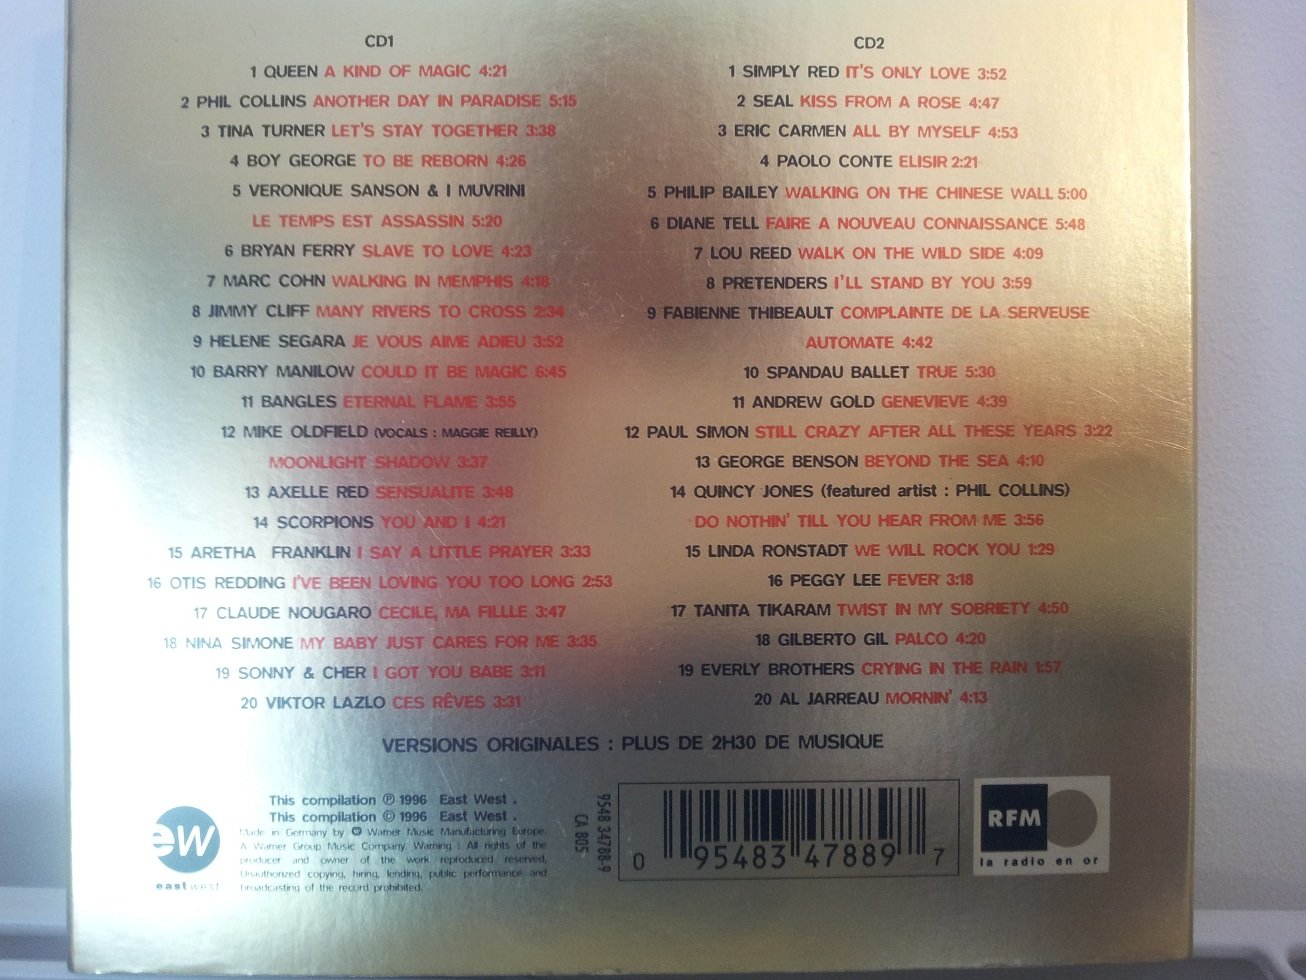 CD1
1 QUEEN A KIND OF MAGIC 4:21
2 PHIL COLLINS ANOTHER DAY IN PARADISE 5:15
3 TINA TURNER LET'S STAY TOGETHER 3:38
4 BOY GEORGE TO BE REBORN 4:26
5 VERONIQUE SANSON & I MUVRINI
LE TEMPS EST ASSASSIN 5:20
6 BRYAN FERRY SLAVE TO LOVE 4:23
7 MARC COHN WALKING IN MEMPHIS 4:18
8 JIMMY CLIFF MANY RIVERS TO CROSS 2:34
9 HELENE SEGARA JE VOUS AIME ADIEU 3:52
10 BARRY MANILOW COULD IT BE MAGIC 6:45
11 BANGLES ETERNAL FLAME 3:55
12 MIKE OLDFIELD (VOCALS : MAGGIE REILLY)
MOONLIGHT SHADOW 3:37
13 AXELLE RED SENSUALITE 3:48
14 SCORPIONS YOU AND I 4:21
15 ARETHA FRANKLIN I SAY A LITTLE PRAYER 3:33
16 OTIS REDDING I'VE BEEN LOVING YOU TOO LONG 2:53
17 CLAUDE NOUGARO CECILE, MA FILLLE 3:47
18 NINA SIMONE MY BABY JUST CARES FOR ME 3:35
19 SONNY & CHER I GOT YOU BABE 3:11
20 VIKTOR LAZLO CES RÊVES 3:31
CD2
1 SIMPLY RED IT'S ONLY LOVE 3:52
2 SEAL KISS FROM A ROSE 4:47
3 ERIC CARMEN ALL BY MYSELF 4:53
4 PAOLO CONTE ELISIR 2:21
5 PHILIP BAILEY WALKING ON THE CHINESE WALL 5:00
6 DIANE TELL FAIRE A NOUVEAU CONNAISSANCE 5:48
7 LOU REED WALK ON THE WILD SIDE 4:09
8 PRETENDERS I'LL STAND BY YOU 3:59
9 FABIENNE THIBEAULT COMPLAINTE DE LA SERVEUSE
AUTOMATE 4:42
10 SPANDAU BALLET TRUE 5:30
11 ANDREW GOLD GENEVIEVE 4:39
12 PAUL SIMON STILL CRAZY AFTER ALL THESE YEARS 3:22
13 GEORGE BENSON BEYOND THE SEA 4:10
14 QUINCY JONES (featured artist : PHIL COLLINS)
DO NOTHIN' TILL YOU HEAR FROM ME 3:56
15 LINDA RONSTADT WE WILL ROCK YOU 1:29
16 PEGGY LEE FEVER 3:18
17 TANITA TIKARAM TWIST IN MY SOBRIETY 4:50
18 GILBERTO GIL PALCO 4:20
19 EVERLY BROTHERS CRYING IN THE RAIN 1:57
20 AL JARREAU MORNIN' 4:13
VERSIONS ORIGINALES : PLUS DE 2H30 DE MUSIQUE
ew
eastwest
This compilation ℗ 1996 East West .
This compilation © 1996 East West .
Made in Germany by Warner Music Manufacturing Europe.
A Warner Group Music Company. Warning : All rights of the
producer and owner of the work reproduced reserved,
Unauthorized copying, hiring, lending, public performance and
broadcasting of the record prohibited.
9548 34788-9
CA 805
0 95483 47889 7
RFM
la radio en or